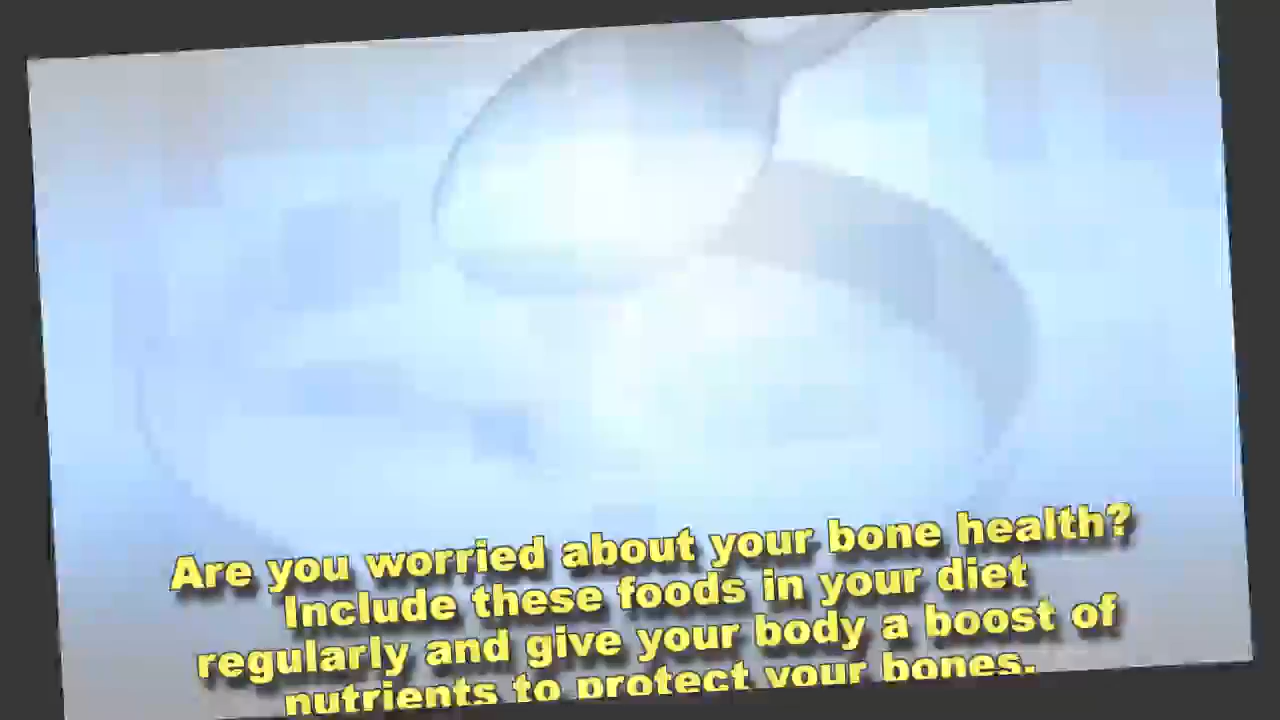 Are you worried about your bone health?
Include these foods in your diet
regularly and give your body a boost of
nutrients to protect your bones.